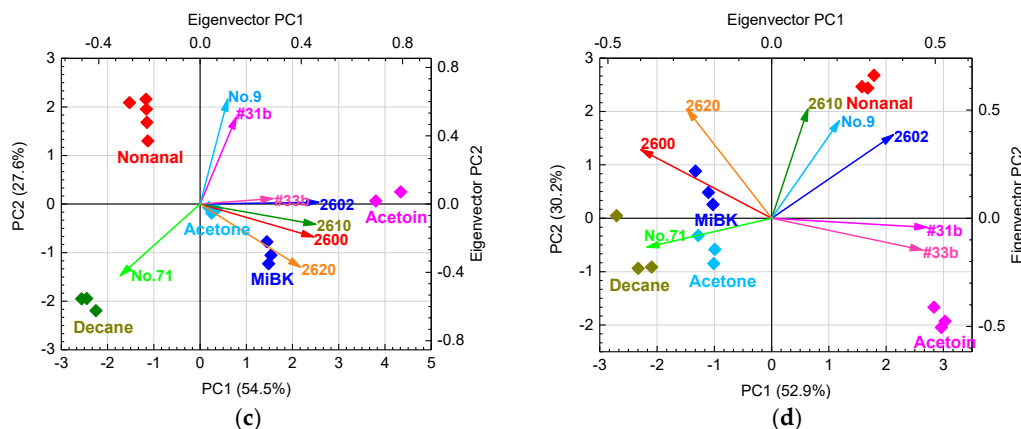 Eigenvector PC1
-0.4 0.0 0.4 0.8
3
2
1
0
-1
-2
-3
PC2 (27.6%)
No.9
#31b
Nonanal
#33b
2602
Acetone
2610
Acetoin
2600
2620
No.71
MiBK
Decane
0.8
0.4
0.0
-0.4
-0.8
Eigenvector PC2
-3 -2 -1 0 1 2 3 4 5
PC1 (54.5%)
(c)
Eigenvector PC1
-0.5 0.0 0.5
3
2
1
0
-1
-2
PC2 (30.2%)
2620
2610
Nonanal
No.9
2602
2600
MiBK
No.71
#31b
#33b
Decane
Acetone
Acetoin
0.5
0.0
-0.5
Eigenvector PC2
-3 -2 -1 0 1 2 3
PC1 (52.9%)
(d)